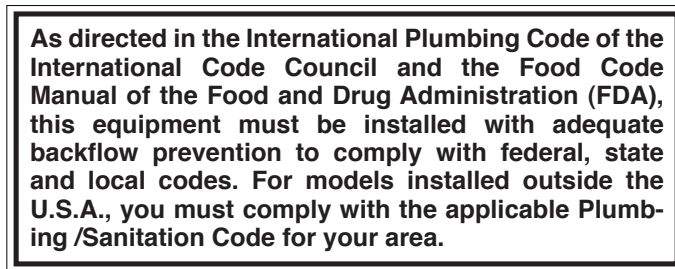 As directed in the International Plumbing Code of the
International Code Council and the Food Code
Manual of the Food and Drug Administration (FDA),
this equipment must be installed with adequate
backflow prevention to comply with federal, state
and local codes. For models installed outside the
U.S.A., you must comply with the applicable Plumb-
ing /Sanitation Code for your area.